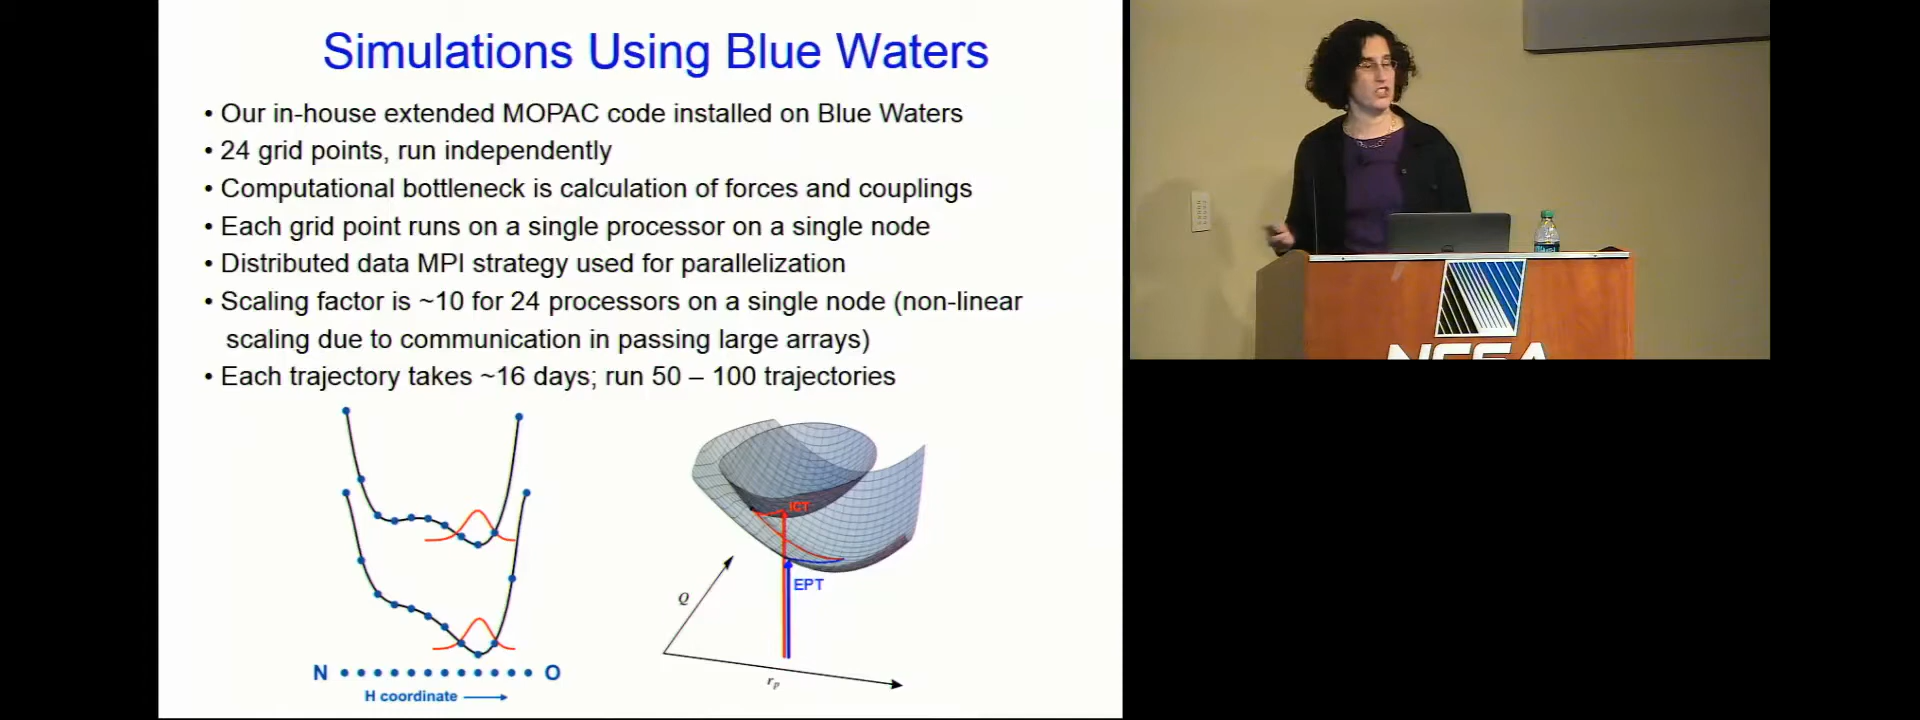 Simulations Using Blue Waters
• Our in-house extended MOPAC code installed on Blue Waters
• 24 grid points, run independently
• Computational bottleneck is calculation of forces and couplings
• Each grid point runs on a single processor on a single node
• Distributed data MPI strategy used for parallelization
• Scaling factor is ~10 for 24 processors on a single node (non-linear
scaling due to communication in passing large arrays)
• Each trajectory takes ~16 days; run 50 – 100 trajectories
ICT
EPT
Q
r_p
N
O
H coordinate
NCSA